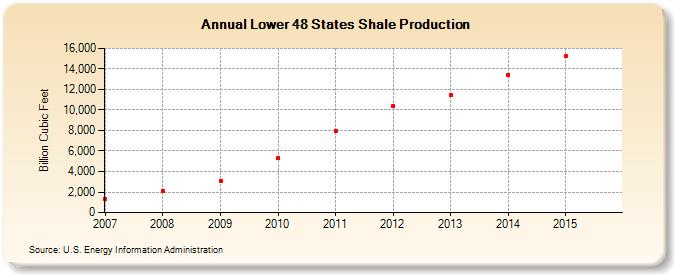 Annual Lower 48 States Shale Production
Billion Cubic Feet
16,000
14,000
12,000
10,000
8,000
6,000
4,000
2,000
0
2007 2008 2009 2010 2011 2012 2013 2014 2015
Source: U.S. Energy Information Administration